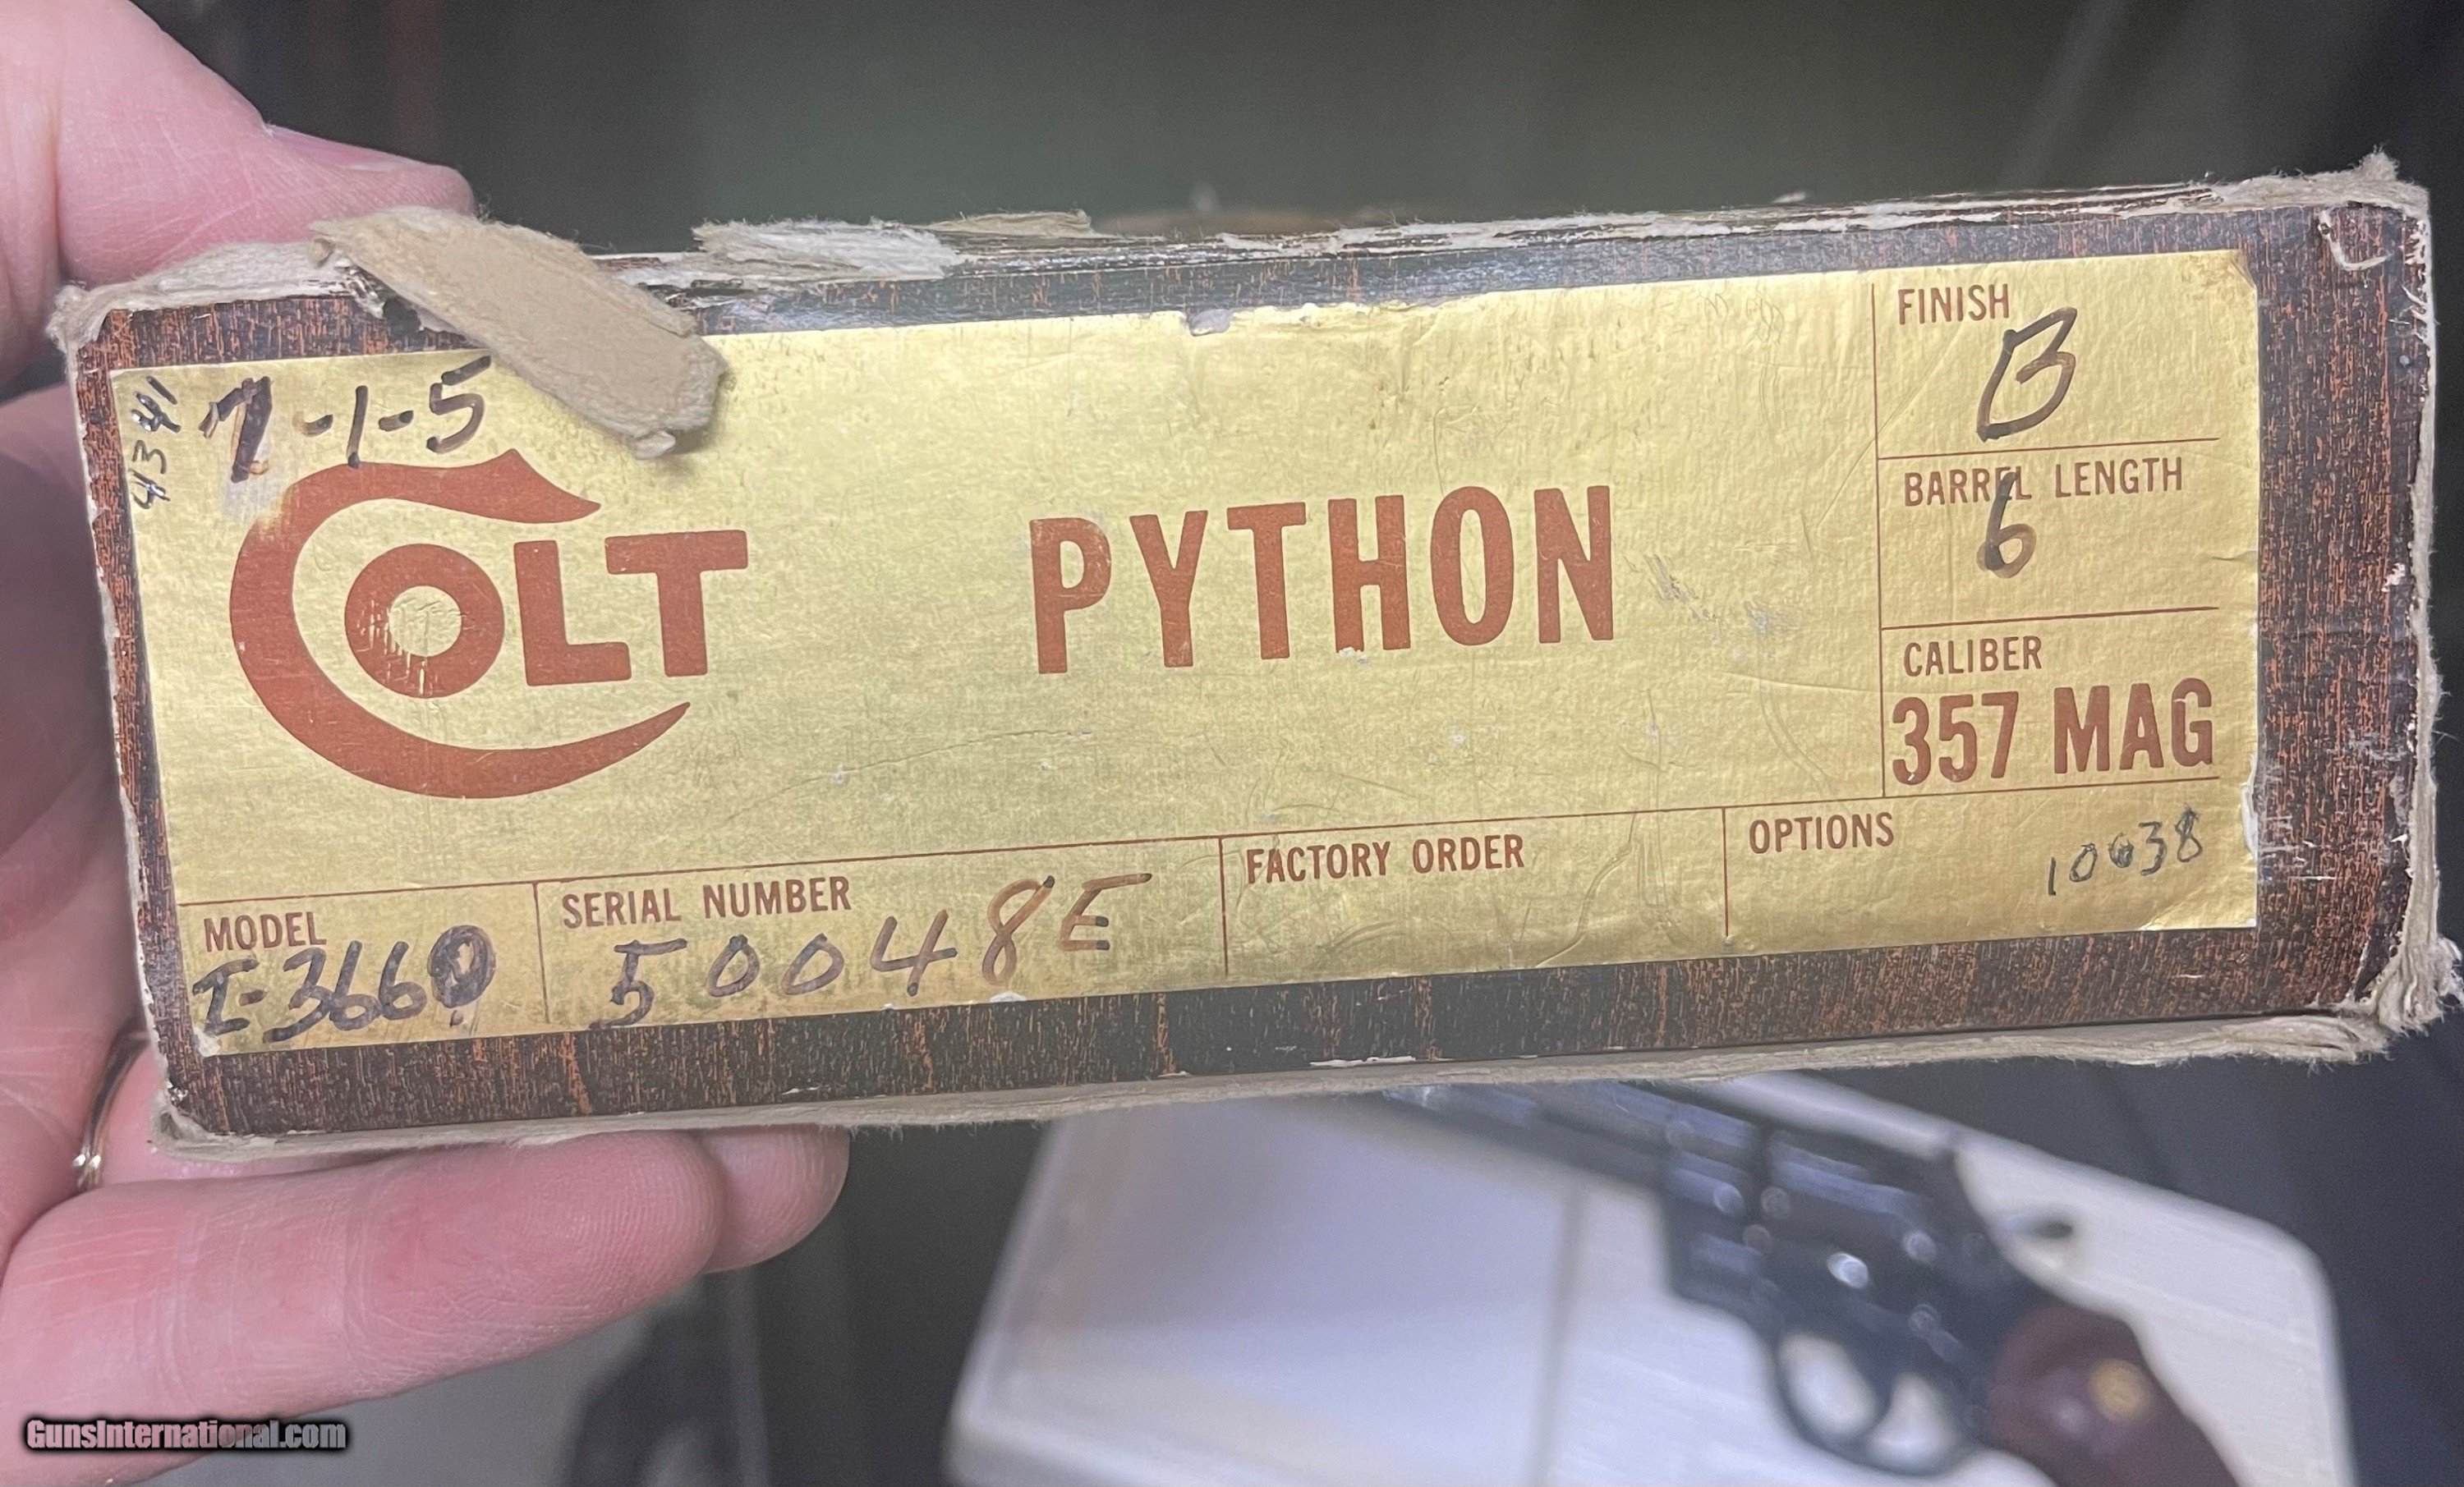 4341
7-1-5
COLT
PYTHON
FINISH
B
BARREL LENGTH
6
CALIBER
357 MAG
MODEL
I-3660
SERIAL NUMBER
50048E
FACTORY ORDER
OPTIONS
10038
GunsInternational.com